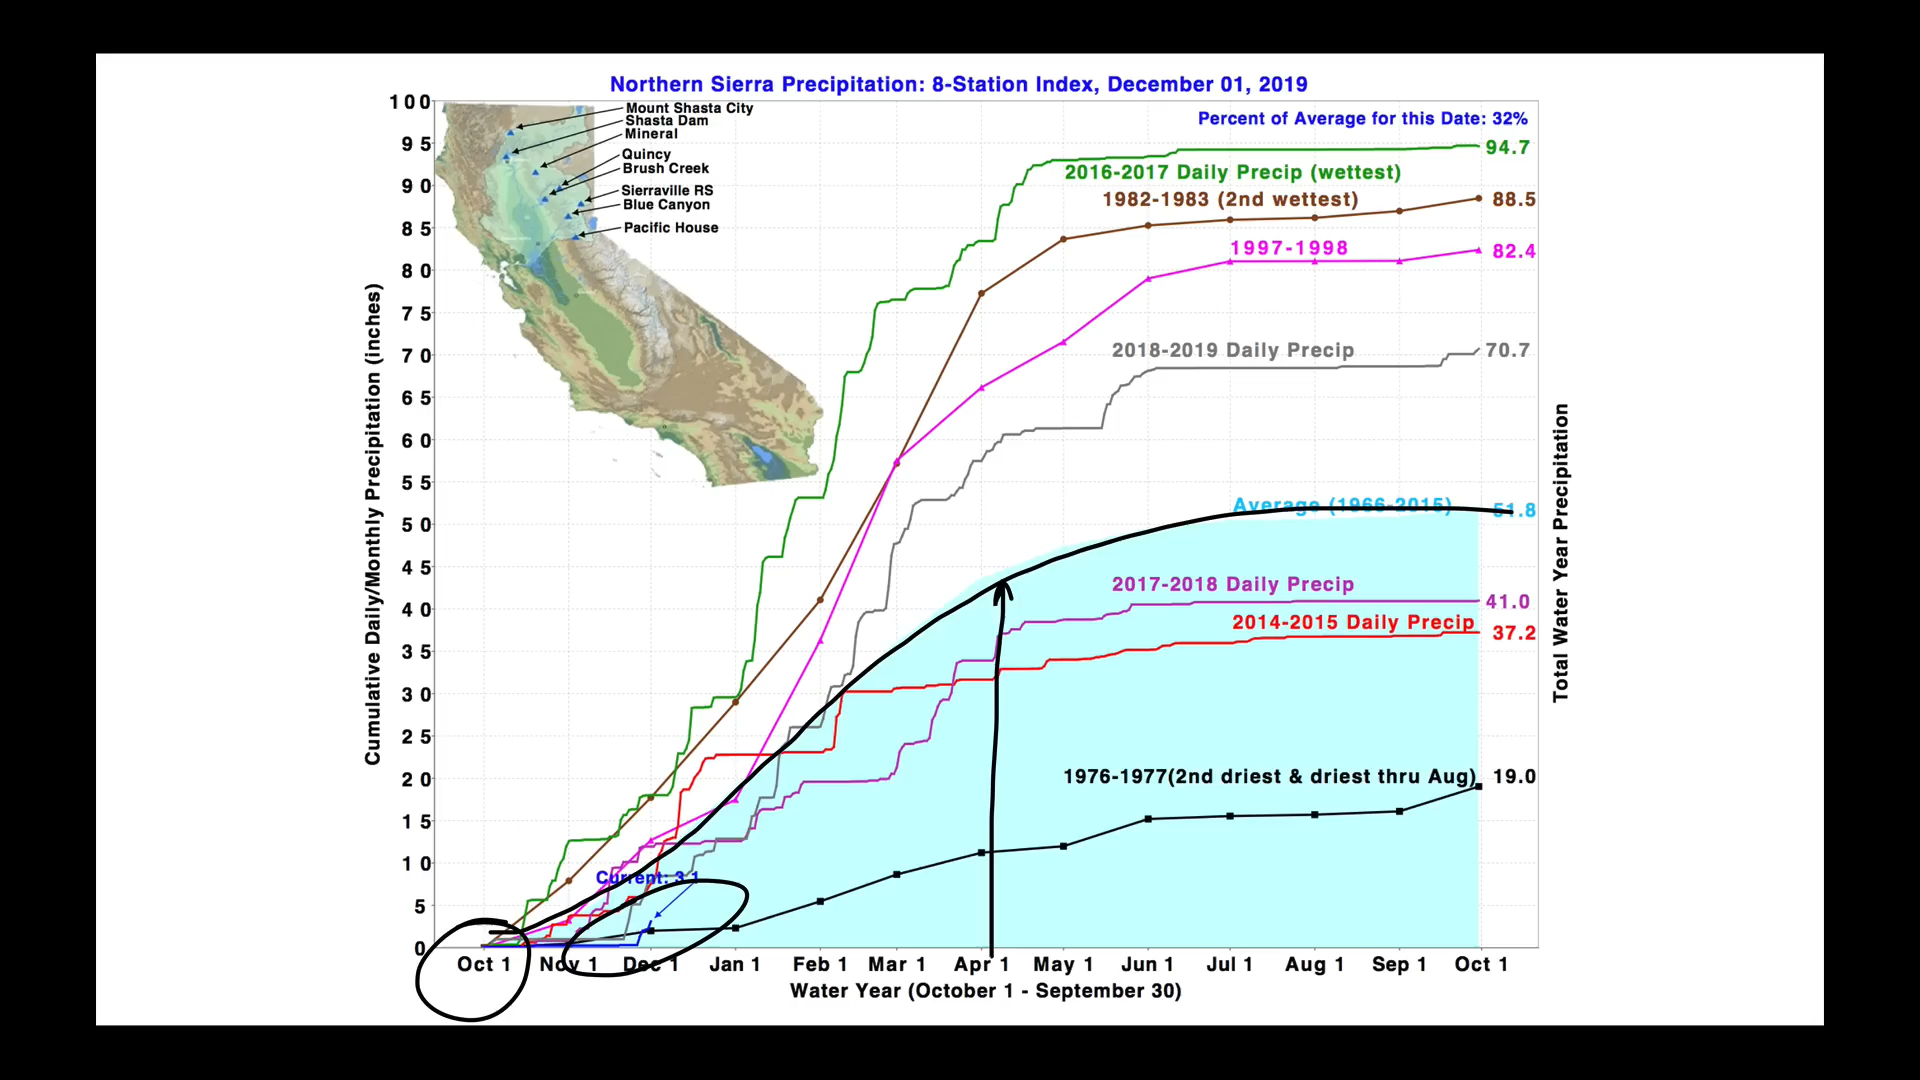 Northern Sierra Precipitation: 8-Station Index, December 01, 2019
Percent of Average for this Date: 32%
Mount Shasta City
Shasta Dam
Mineral
Quincy
Brush Creek
Sierraville RS
Blue Canyon
Pacific House
Cumulative Daily/Monthly Precipitation (inches)
100
95
90
85
80
75
70
65
60
55
50
45
40
35
30
25
20
15
10
5
0
2016-2017 Daily Precip (wettest)
94.7
1982-1983 (2nd wettest)
88.5
1997-1998
82.4
2018-2019 Daily Precip
70.7
Average (1966-2015)
51.8
2017-2018 Daily Precip
41.0
2014-2015 Daily Precip
37.2
1976-1977(2nd driest & driest thru Aug)
19.0
Current: 3.1
Total Water Year Precipitation
Oct 1 Nov 1 Dec 1 Jan 1 Feb 1 Mar 1 Apr 1 May 1 Jun 1 Jul 1 Aug 1 Sep 1 Oct 1
Water Year (October 1 - September 30)